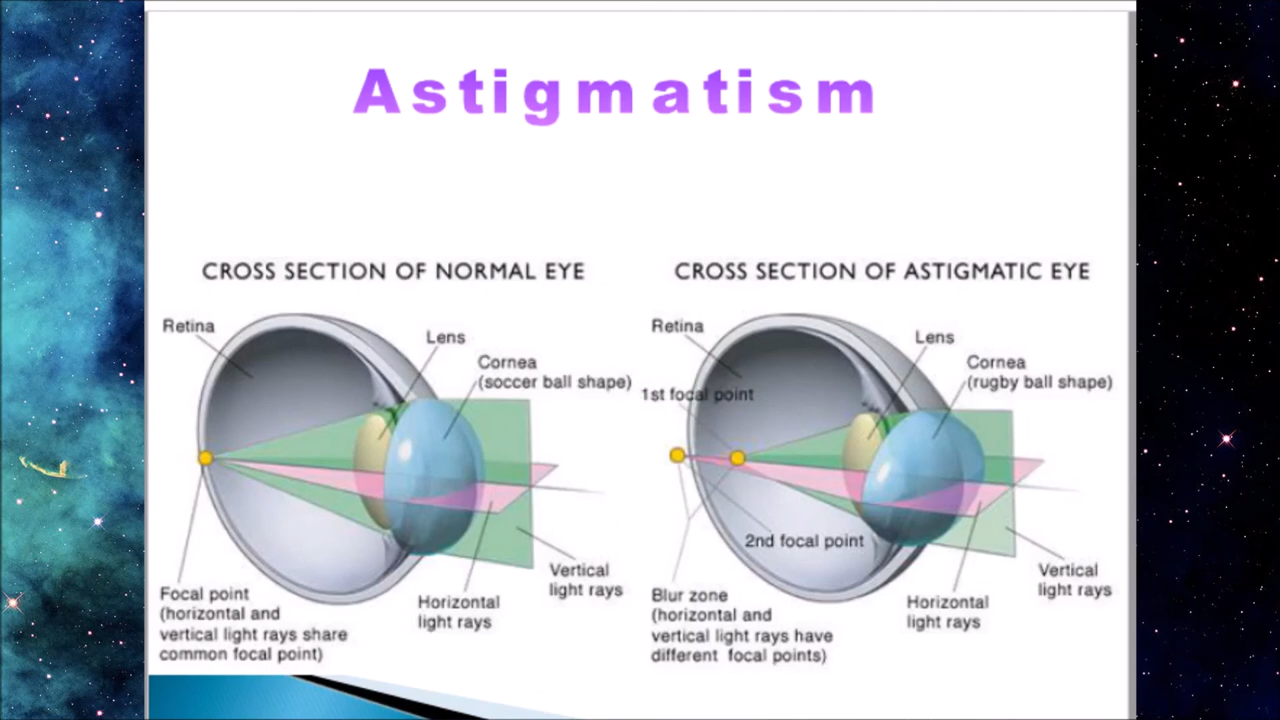 Astigmatism
CROSS SECTION OF NORMAL EYE
Retina
Lens
Cornea
(soccer ball shape)
Focal point
(horizontal and
vertical light rays share
common focal point)
Horizontal
light rays
Vertical
light rays
CROSS SECTION OF ASTIGMATIC EYE
Retina
Lens
Cornea
(rugby ball shape)
1st focal point
2nd focal point
Blur zone
(horizontal and
vertical light rays have
different focal points)
Horizontal
light rays
Vertical
light rays